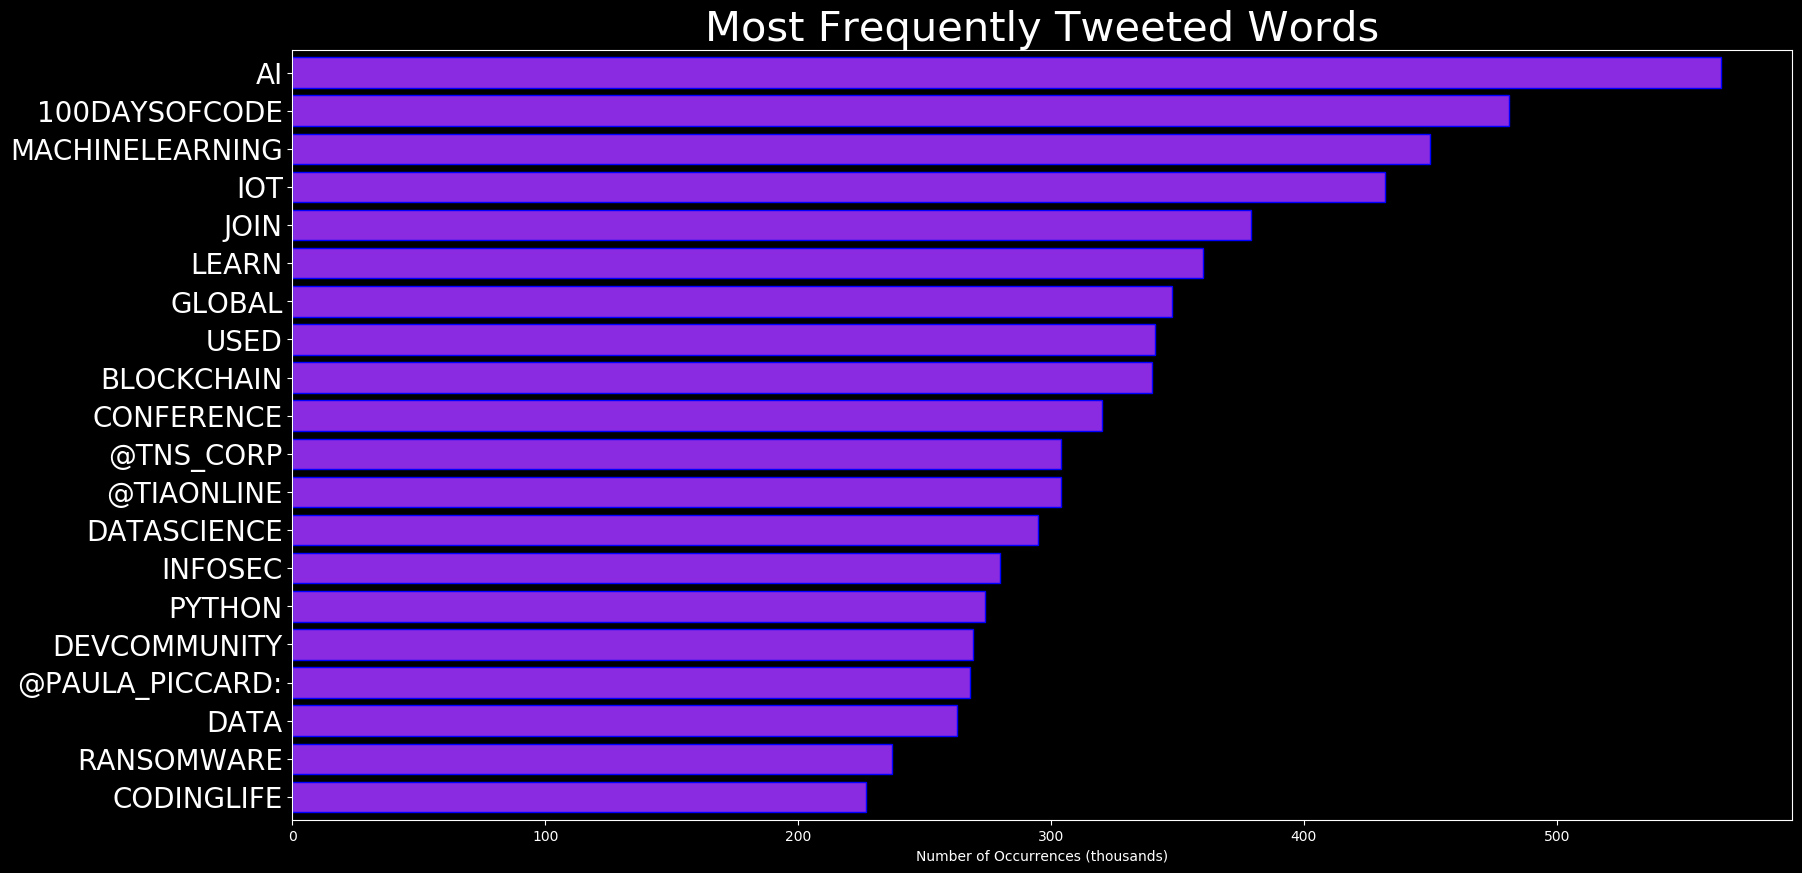 Most Frequently Tweeted Words
AI
100DAYSOFCODE
MACHINELEARNING
IOT
JOIN
LEARN
GLOBAL
USED
BLOCKCHAIN
CONFERENCE
@TNS_CORP
@TIAONLINE
DATASCIENCE
INFOSEC
PYTHON
DEVCOMMUNITY
@PAULA_PICCARD:
DATA
RANSOMWARE
CODINGLIFE
0 100 200 300 400 500
Number of Occurrences (thousands)